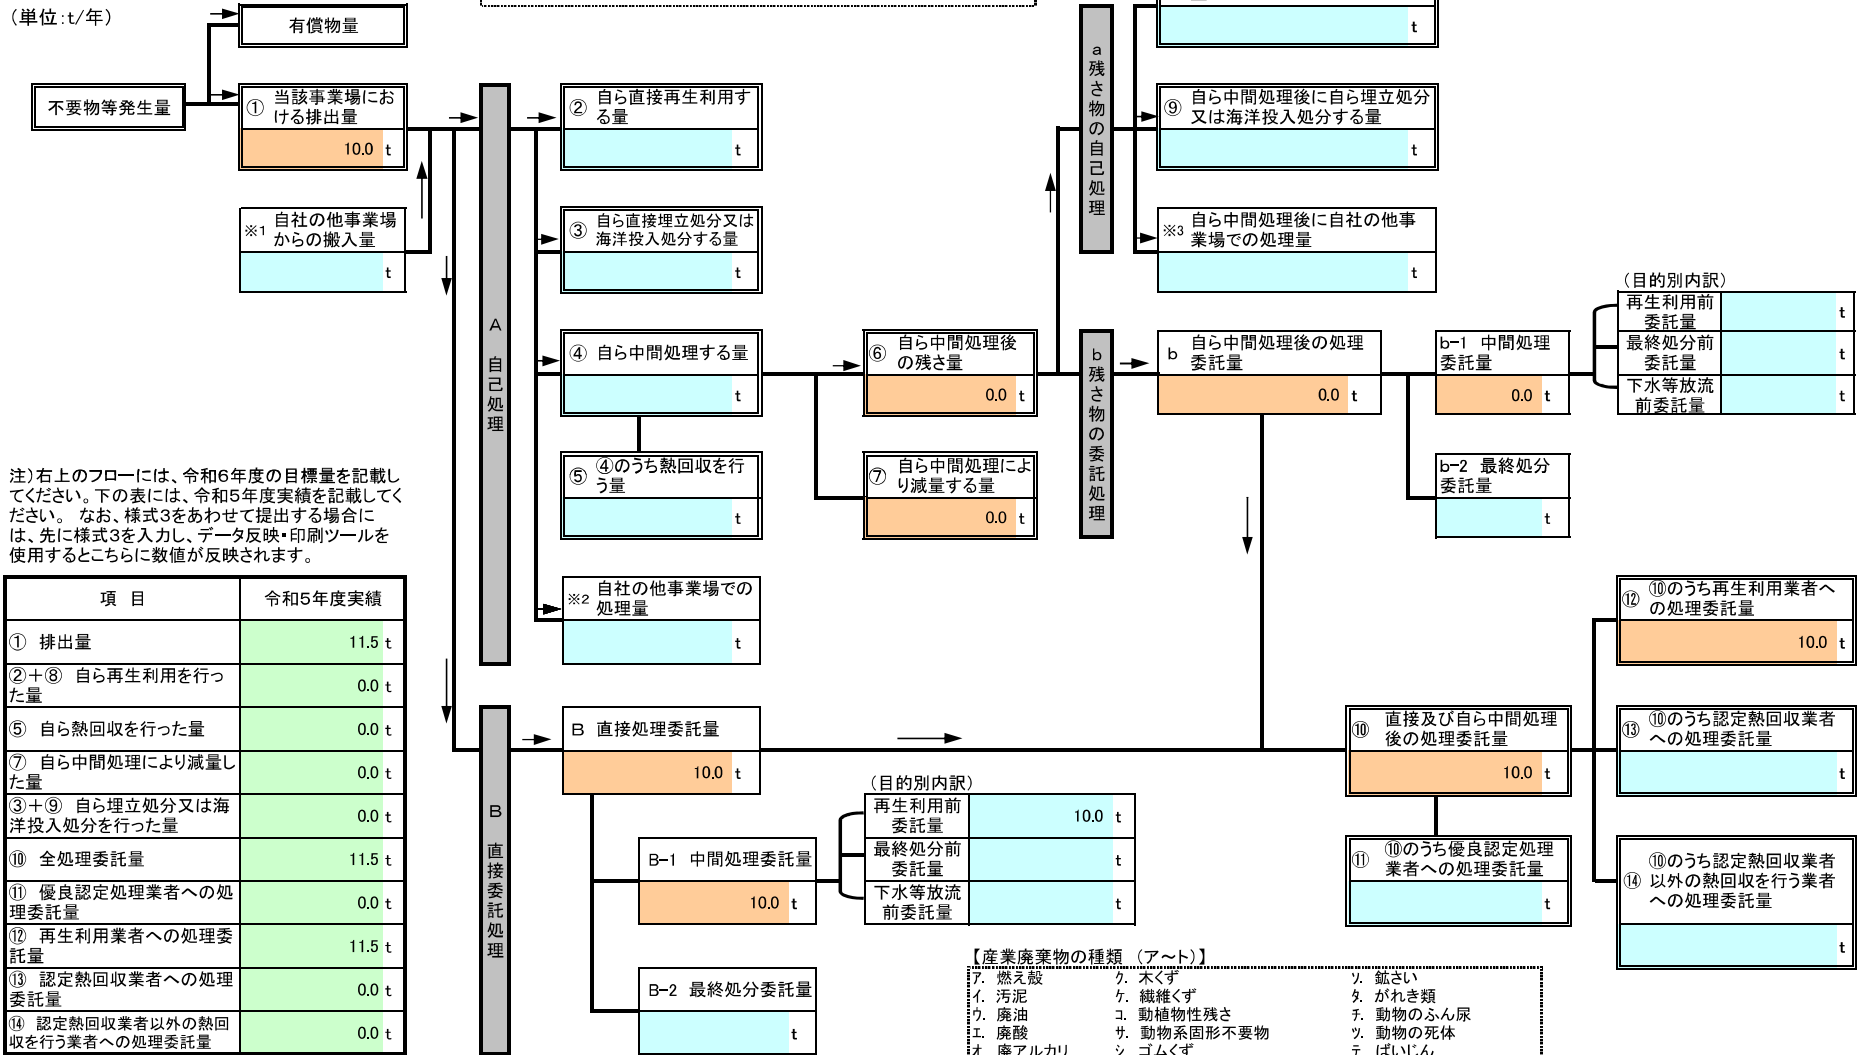 (単位:t/年)
有償物量
不要物等発生量
① 当該事業場にお
ける排出量
10.0 t
※1 自社の他事業場
からの搬入量
t
A 自己処理
② 自ら直接再生利用す
る量
t
③ 自ら直接埋立処分又は
海洋投入処分する量
t
④ 自ら中間処理する量
t
⑤ ④のうち熱回収を行
う量
t
※2 自社の他事業場での
処理量
t
⑥ 自ら中間処理後
の残さ量
0.0 t
⑦ 自ら中間処理によ
り減量する量
0.0 t
a 残さ物の自己処理
t
⑨ 自ら中間処理後に自ら埋立処分
又は海洋投入処分する量
t
※3 自ら中間処理後に自社の他事
業場での処理量
t
b 残さ物の委託処理
b 自ら中間処理後の処理
委託量
0.0 t
b-1 中間処理
委託量
0.0 t
(目的別内訳)
再生利用前
委託量
t
最終処分前
委託量
t
下水等放流
前委託量
t
b-2 最終処分
委託量
t
注)右上のフローには、令和6年度の目標量を記載し
てください。下の表には、令和5年度実績を記載してく
ださい。 なお、様式3をあわせて提出する場合に
は、先に様式3を入力し、データ反映・印刷ツールを
使用するとこちらに数値が反映されます。
項 目 令和5年度実績
① 排出量 11.5 t
②+⑧ 自ら再生利用を行っ
た量 0.0 t
⑤ 自ら熱回収を行った量 0.0 t
⑦ 自ら中間処理により減量し
た量 0.0 t
③+⑨ 自ら埋立処分又は海
洋投入処分を行った量 0.0 t
⑩ 全処理委託量 11.5 t
⑪ 優良認定処理業者への処
理委託量 0.0 t
⑫ 再生利用業者への処理委
託量 11.5 t
⑬ 認定熱回収業者への処理
委託量 0.0 t
⑭ 認定熱回収業者以外の熱回
収を行う業者への処理委託量 0.0 t
B 直接委託処理
B 直接処理委託量
10.0 t
B-1 中間処理委託量
10.0 t
(目的別内訳)
再生利用前
委託量
10.0 t
最終処分前
委託量
t
下水等放流
前委託量
t
B-2 最終処分委託量
t
⑩ 直接及び自ら中間処理
後の処理委託量
10.0 t
⑪ ⑩のうち優良認定処理
業者への処理委託量
t
⑫ ⑩のうち再生利用業者へ
の処理委託量
10.0 t
⑬ ⑩のうち認定熱回収業者
への処理委託量
t
⑭ ⑩のうち認定熱回収業者
以外の熱回収を行う業者
への処理委託量
t
【産業廃棄物の種類 (ア~ト)】
ア. 燃え殻 ク. 木くず ソ. 鉱さい
イ. 汚泥 ケ. 繊維くず タ. がれき類
ウ. 廃油 コ. 動植物性残さ チ. 動物のふん尿
エ. 廃酸 サ. 動物系固形不要物 ツ. 動物の死体
オ. 廃アルカリ シ. ゴムくず テ. ばいじん